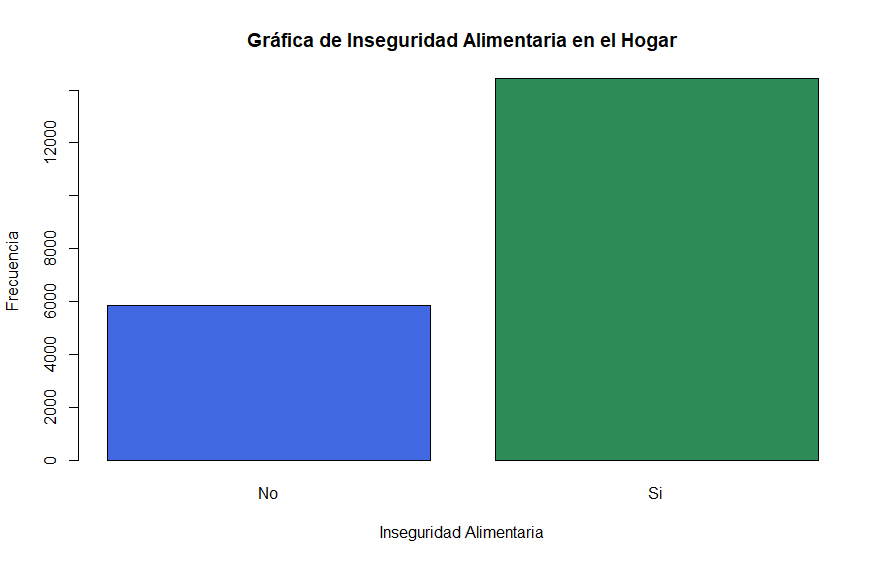 Gráfica de Inseguridad Alimentaria en el Hogar
12000
8000
6000
4000
2000
0
Frecuencia
No
Si
Inseguridad Alimentaria